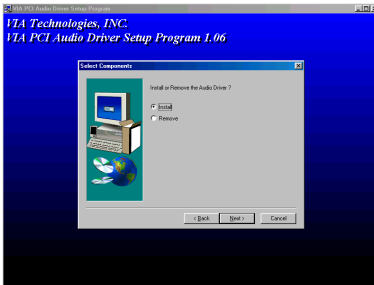 VIA PCI Audio Driver Setup Program
VIA Technologies, INC.
VIA PCI Audio Driver Setup Program 1.06
Select Components
Install or Remove the Audio Driver ?
Install
Remove
< Back
Next >
Cancel